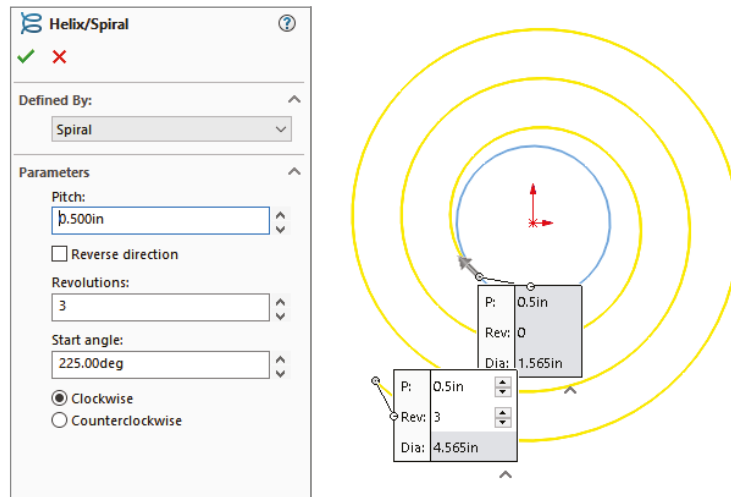 Helix/Spiral
Defined By:
Spiral
Parameters
Pitch:
0.500in
Reverse direction
Revolutions:
3
Start angle:
225.00deg
Clockwise
Counterclockwise
P: 0.5in
Rev: 0
Dia: 1.565in
P: 0.5in
Rev: 3
Dia: 4.565in